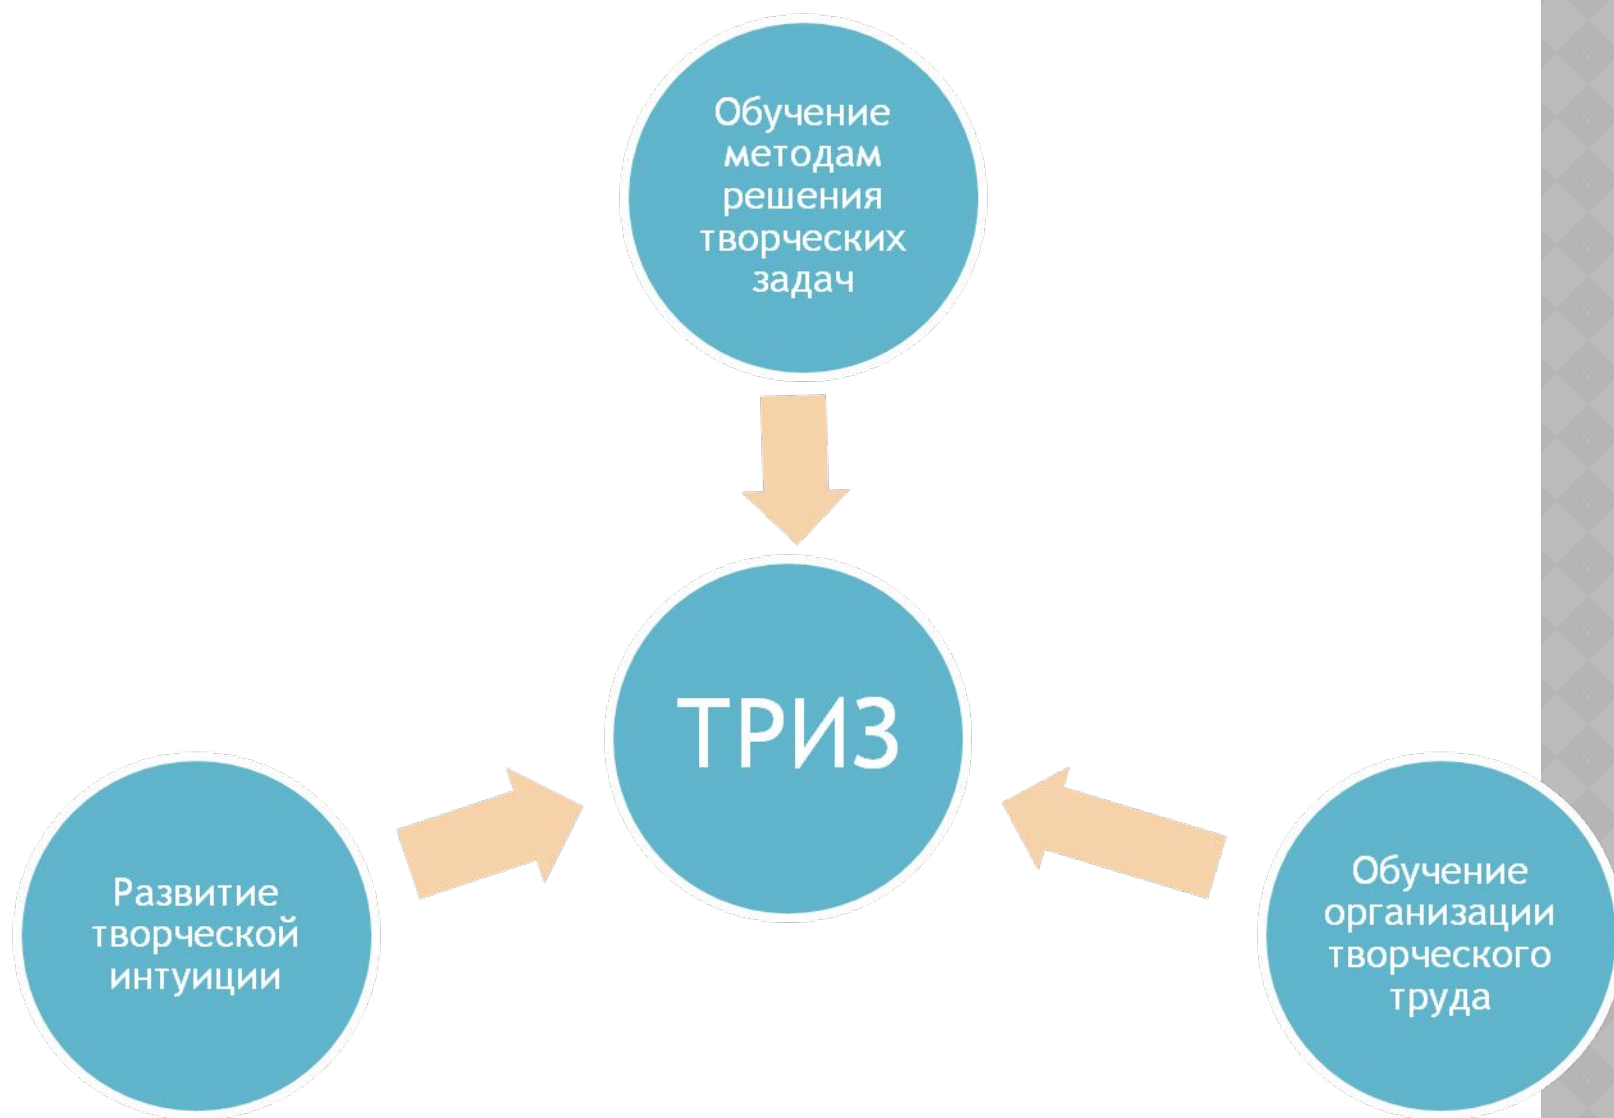 Обучение
методам
решения
творческих
задач
ТРИЗ
Развитие
творческой
интуиции
Обучение
организации
творческого
труда